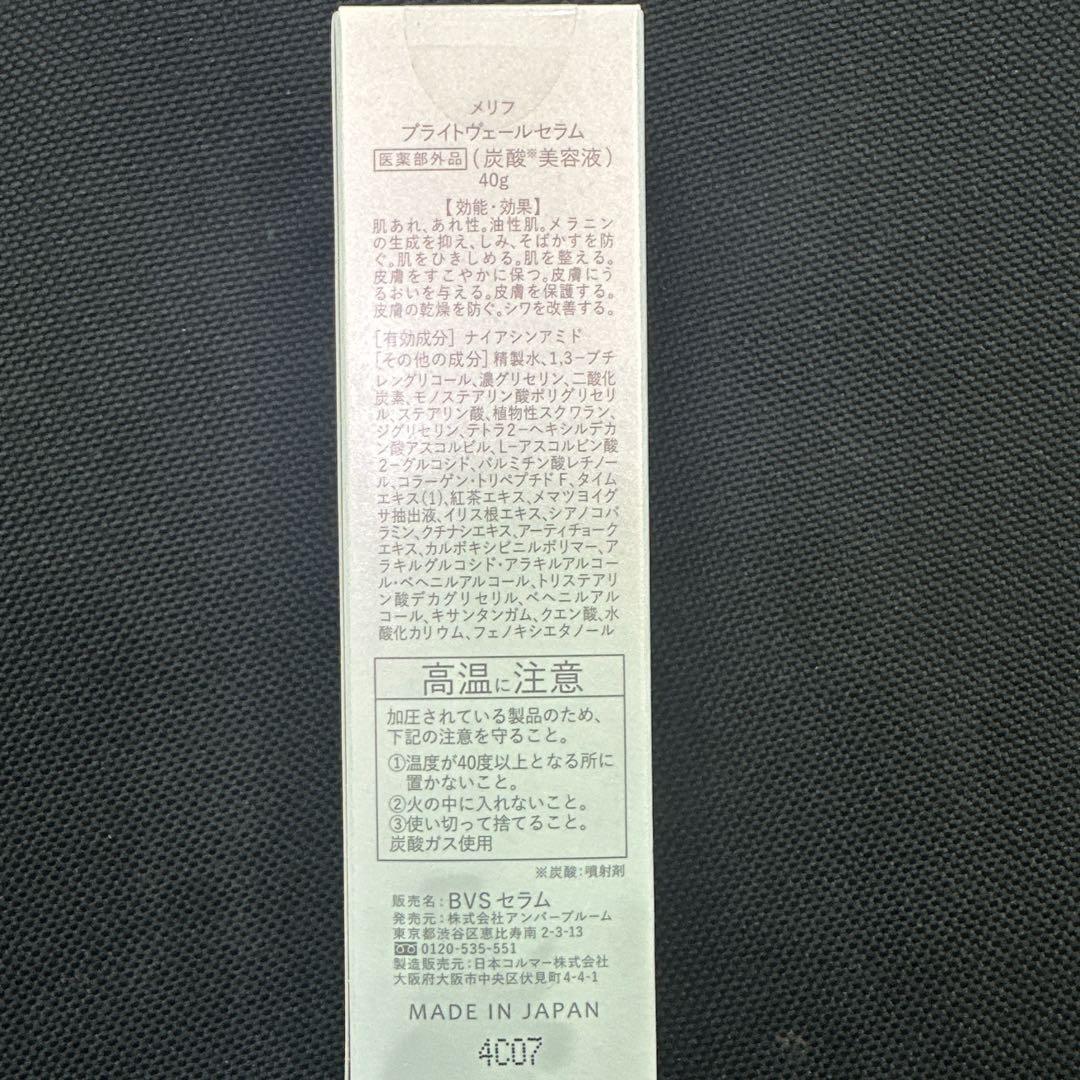 メリフ
ブライトヴェールセラム
医薬部外品（炭酸※美容液）
40g
【効能・効果】
肌あれ、あれ性。油性肌。メラニン
の生成を抑え、しみ、そばかすを防
ぐ。肌をひきしめる。肌を整える。
皮膚をすこやかに保つ。皮膚にう
るおいを与える。皮膚を保護する。
皮膚の乾燥を防ぐ。シワを改善する。
[有効成分] ナイアシンアミド
[その他の成分] 精製水、1,3-ブチ
レングリコール、濃グリセリン、二酸化
炭素、モノステアリン酸ポリグリセリ
ル、ステアリン酸、植物性スクワラン、
ジグリセリン、テトラ2-ヘキシルデカ
ン酸アスコルビル、L-アスコルビン酸
2-グルコシド、パルミチン酸レチノー
ル、コラーゲン・トリペプチド F、タイム
エキス(1)、紅茶エキス、メマツヨイグ
サ抽出液、イリス根エキス、シアノコバ
ラミン、クチナシエキス、アーティチョーク
エキス、カルボキシビニルポリマー、ア
ラキルグルコシド・アラキルアルコー
ル・ベヘニルアルコール、トリステアリ
ン酸デカグリセリル、ベヘニルアル
コール、キサンタンガム、クエン酸、水
酸化カリウム、フェノキシエタノール
高温に注意
加圧されている製品のため、
下記の注意を守ること。
①温度が40度以上となる所に
置かないこと。
②火の中に入れないこと。
③使い切って捨てること。
炭酸ガス使用
※炭酸：噴射剤
販売名：BVS セラム
発売元：株式会社アンバーブルーム
東京都渋谷区恵比寿南 2-3-13
0120-535-551
製造販売元：日本コルマー株式会社
大阪府大阪市中央区伏見町4-4-1
MADE IN JAPAN
4C07